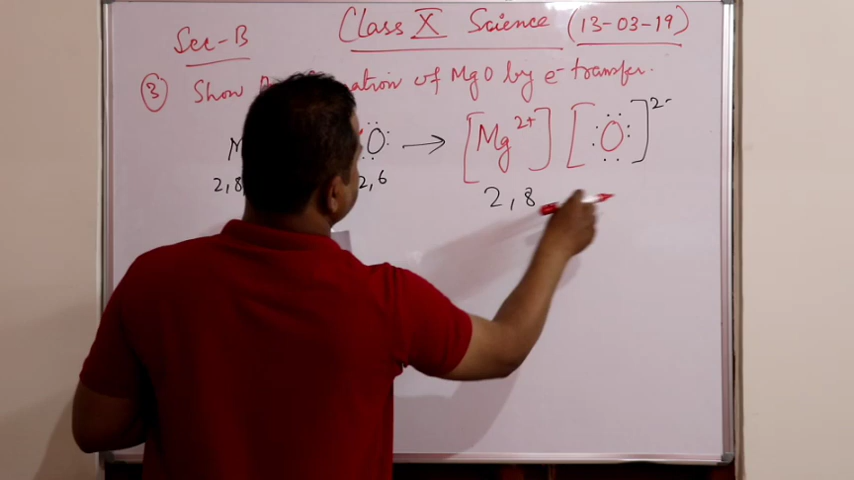 Sec-B Class X Science (13-03-19)
3 Show ation of MgO by e⁻ transfer.
M O → [Mg²⁺] [O]²⁻
2,8 2,6 2,8